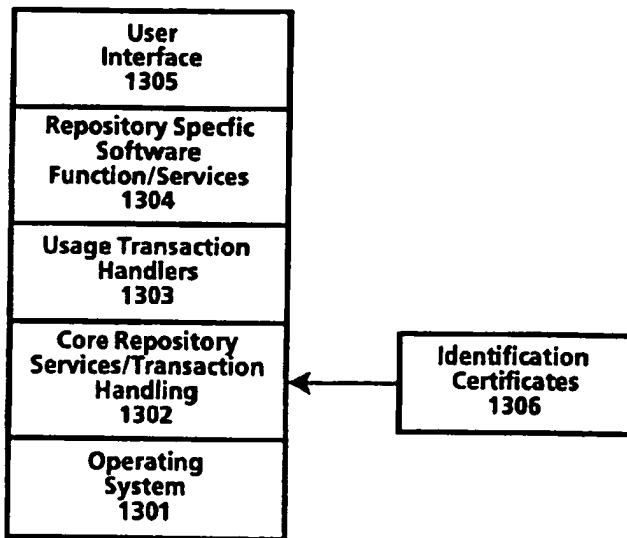 User
Interface
1305
Repository Specfic
Software
Function/Services
1304
Usage Transaction
Handlers
1303
Core Repository
Services/Transaction
Handling
1302
Operating
System
1301
Identification
Certificates
1306